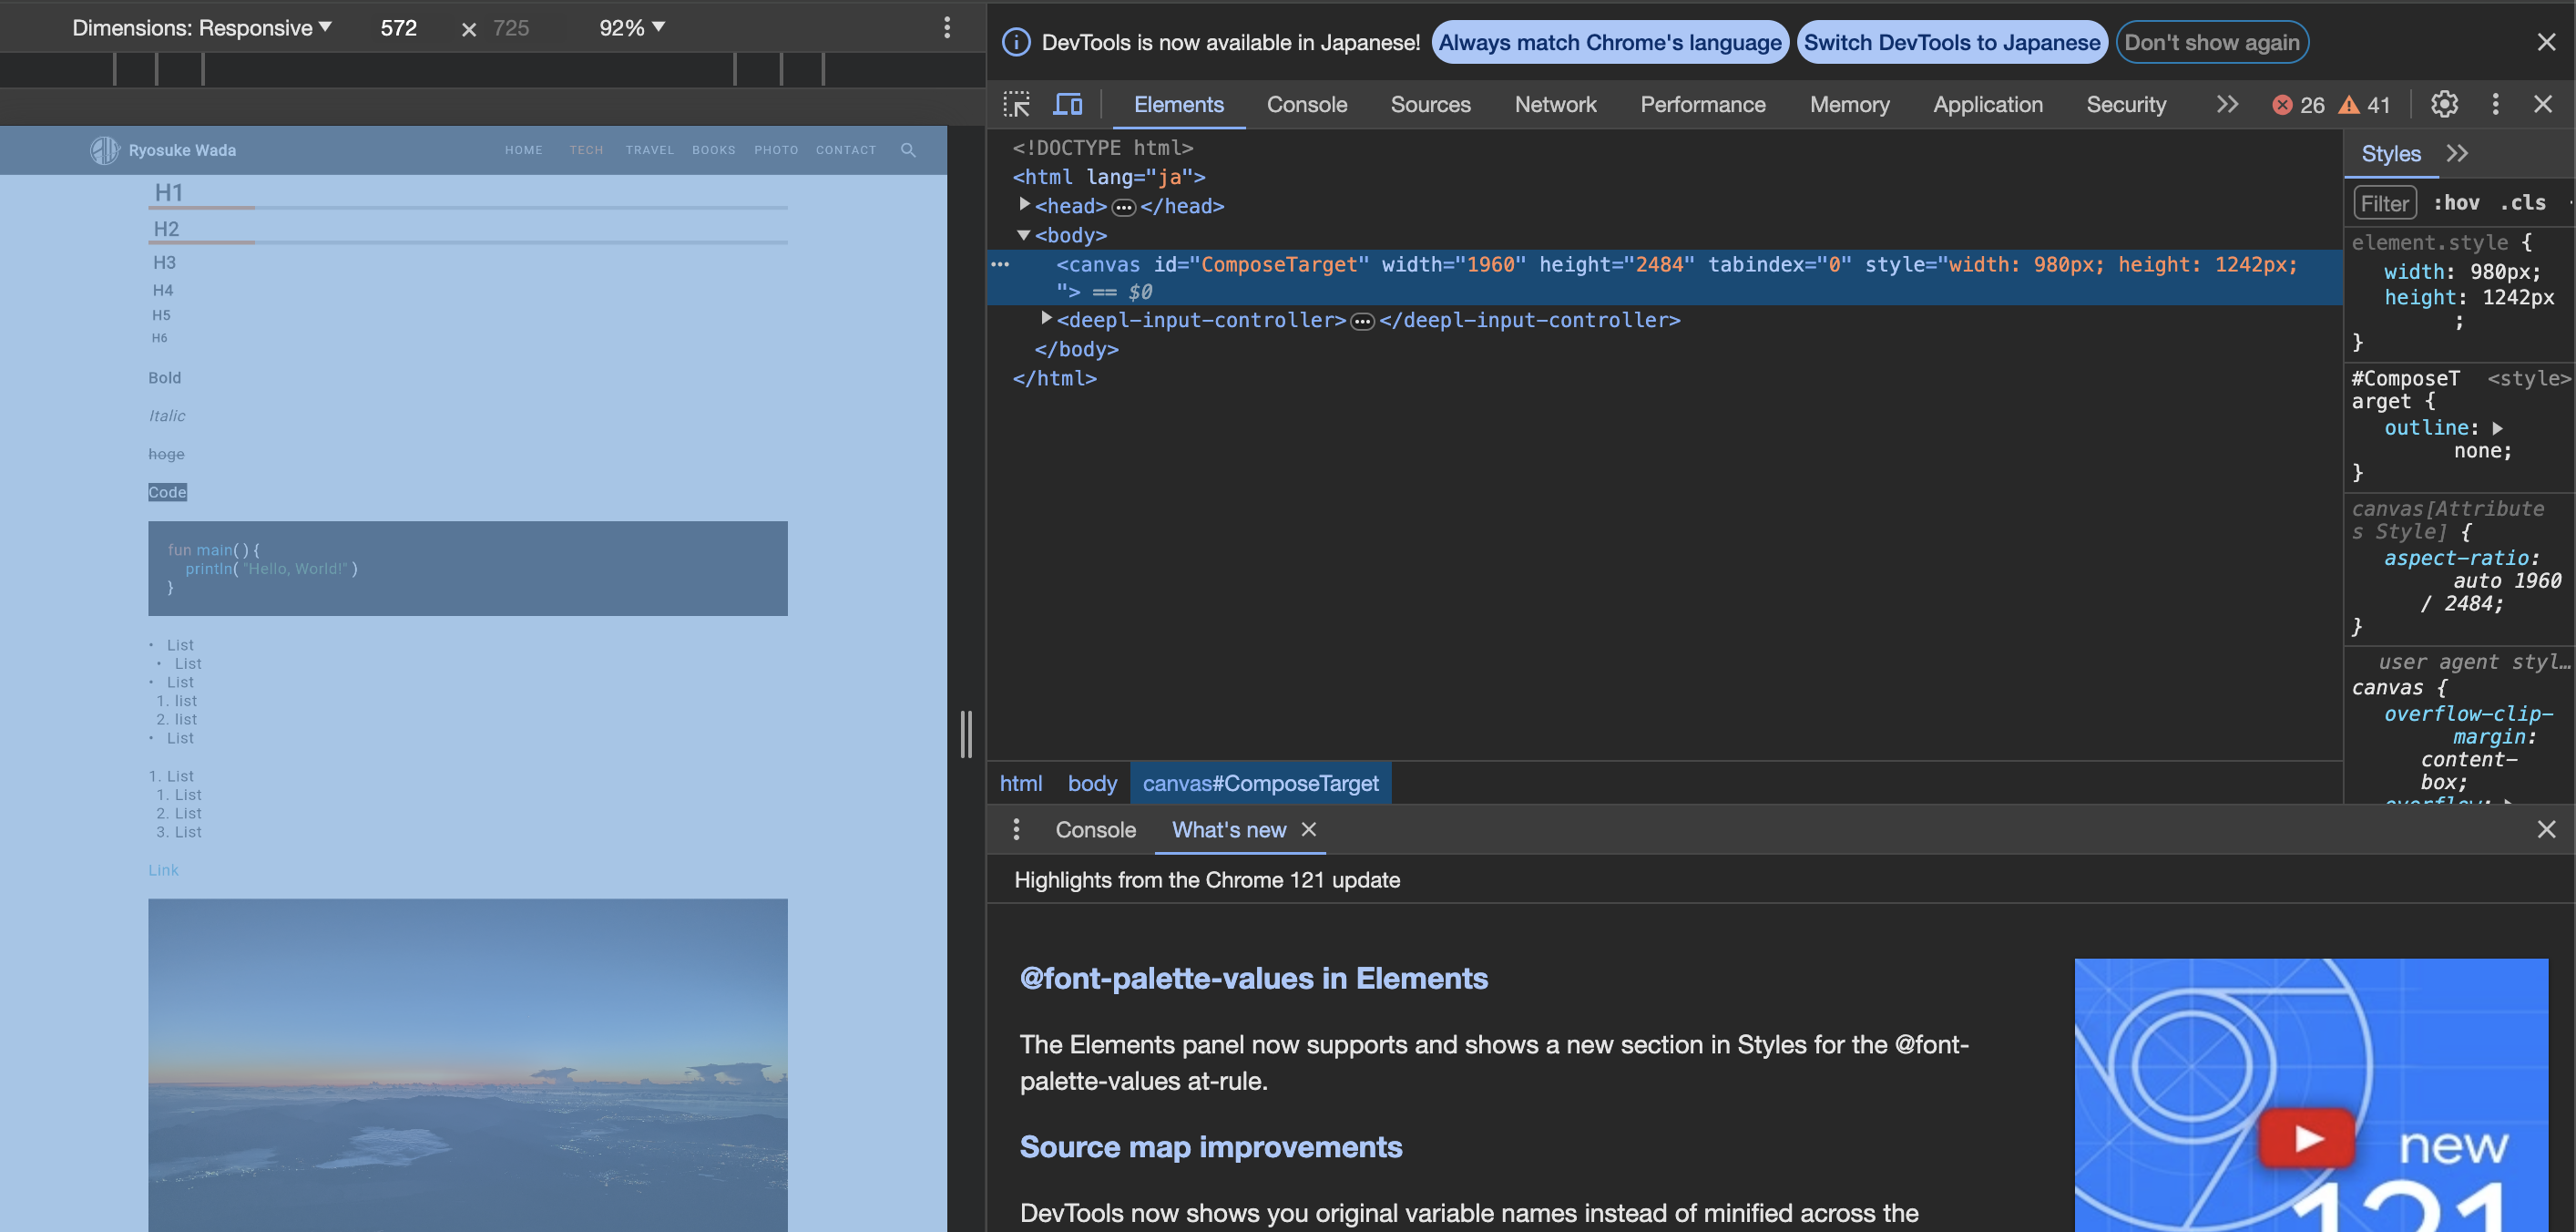 Dimensions: Responsive 572 × 725 92%
Ryosuke Wada HOME TECH TRAVEL BOOKS PHOTO CONTACT
H1
H2
H3
H4
H5
H6
Bold
Italic
hoge
Code
fun main( ) {
println( "Hello, World!" )
}
• List
• List
• List
1. list
2. list
• List
1. List
1. List
2. List
3. List
Link
DevTools is now available in Japanese! Always match Chrome's language Switch DevTools to Japanese Don't show again
Elements Console Sources Network Performance Memory Application Security 26 41
<!DOCTYPE html>
<html lang="ja">
<head> ••• </head>
<body>
••• <canvas id="ComposeTarget" width="1960" height="2484" tabindex="0" style="width: 980px; height: 1242px;
"> == $0
<deepl-input-controller> ••• </deepl-input-controller>
</body>
</html>
html body canvas#ComposeTarget
Styles
Filter :hov .cls
element.style {
width: 980px;
height: 1242px
;
}
#ComposeT <style>
arget {
outline:
none;
}
canvas[Attribute
s Style] {
aspect-ratio:
auto 1960
/ 2484;
}
user agent styl…
canvas {
overflow-clip-
margin:
content-
box;
overflow:
Console What's new
Highlights from the Chrome 121 update
@font-palette-values in Elements
The Elements panel now supports and shows a new section in Styles for the @font-
palette-values at-rule.
Source map improvements
DevTools now shows you original variable names instead of minified across the
new
121